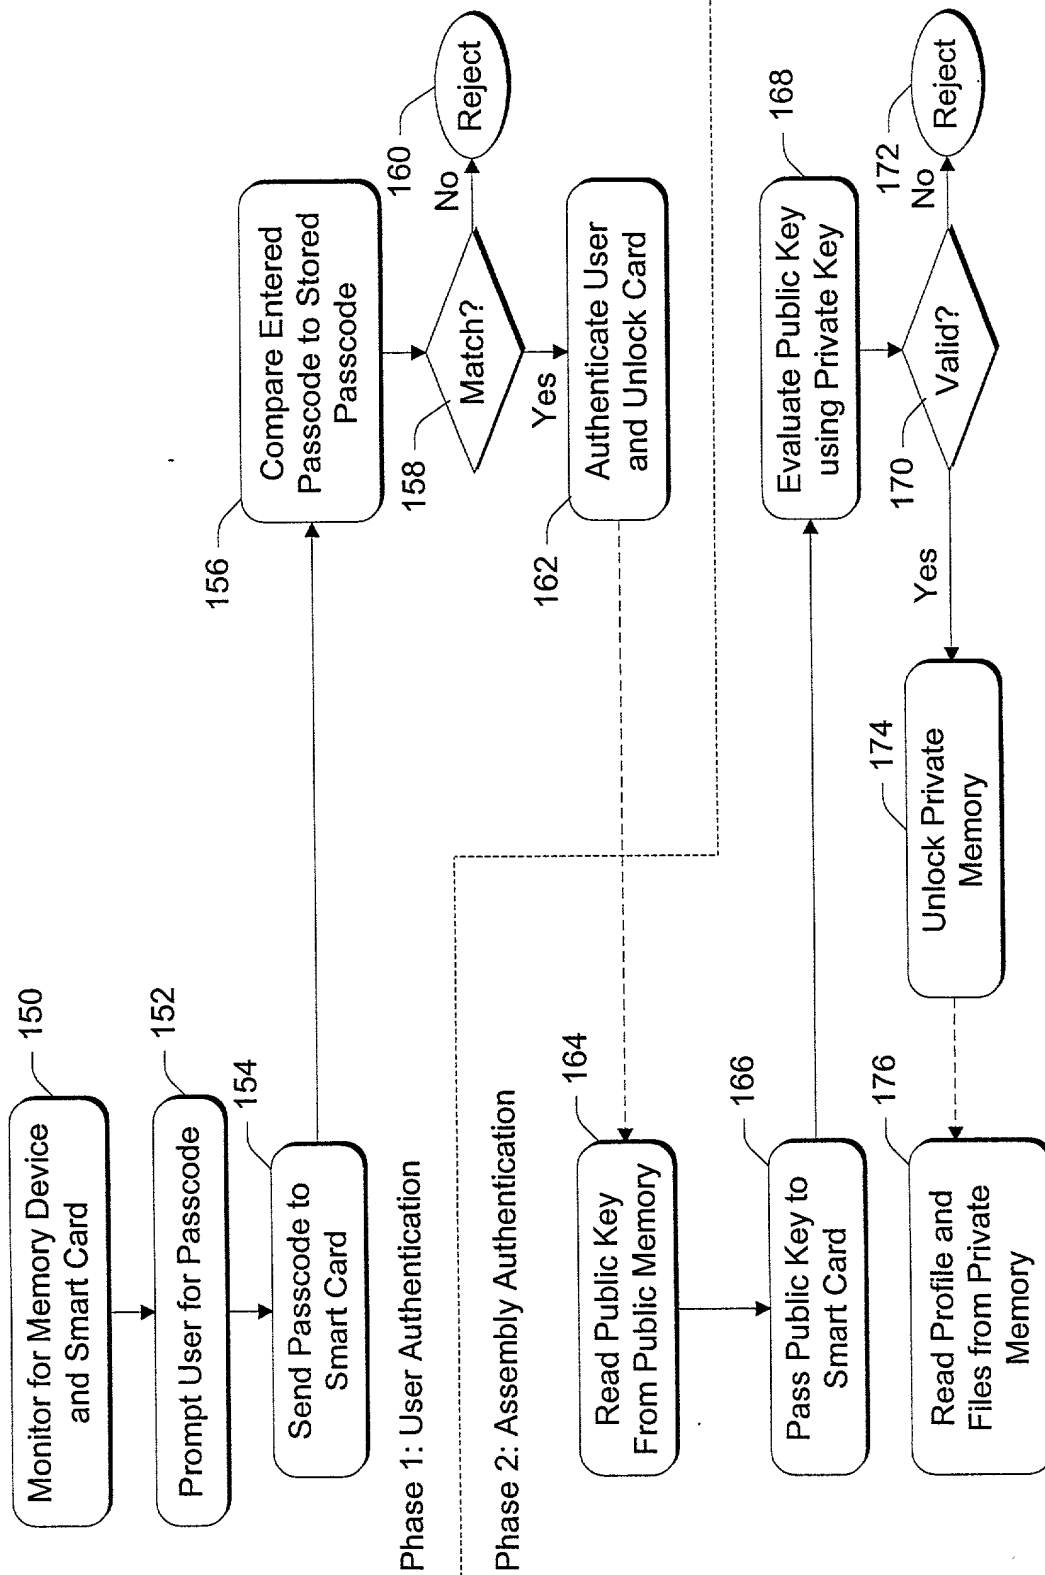 150
Monitor for Memory Device
and Smart Card
152
Prompt User for Passcode
154
Send Passcode to
Smart Card
156
Compare Entered
Passcode to Stored
Passcode
158
Match?
No
160
Reject
Yes
162
Authenticate User
and Unlock Card
Phase 1: User Authentication
Phase 2: Assembly Authentication
164
Read Public Key
From Public Memory
166
Pass Public Key to
Smart Card
168
Evaluate Public Key
using Private Key
170
Valid?
No
172
Reject
Yes
174
Unlock Private
Memory
176
Read Profile and
Files from Private
Memory